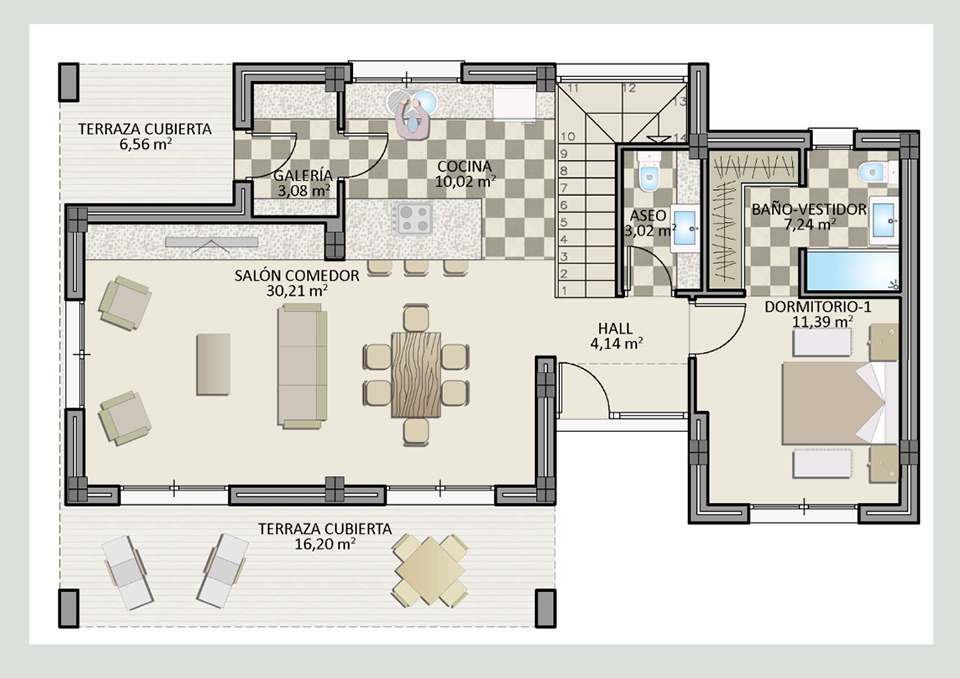 TERRAZA CUBIERTA
6,56 m²
GALERÍA
3,08 m²
COCINA
10,02 m²
11
12
13
14
10
9
8
7
6
5
4
3
2
1
ASEO
3,02 m²
BAÑO-VESTIDOR
7,24 m²
SALÓN COMEDOR
30,21 m²
HALL
4,14 m²
DORMITORIO-1
11,39 m²
TERRAZA CUBIERTA
16,20 m²